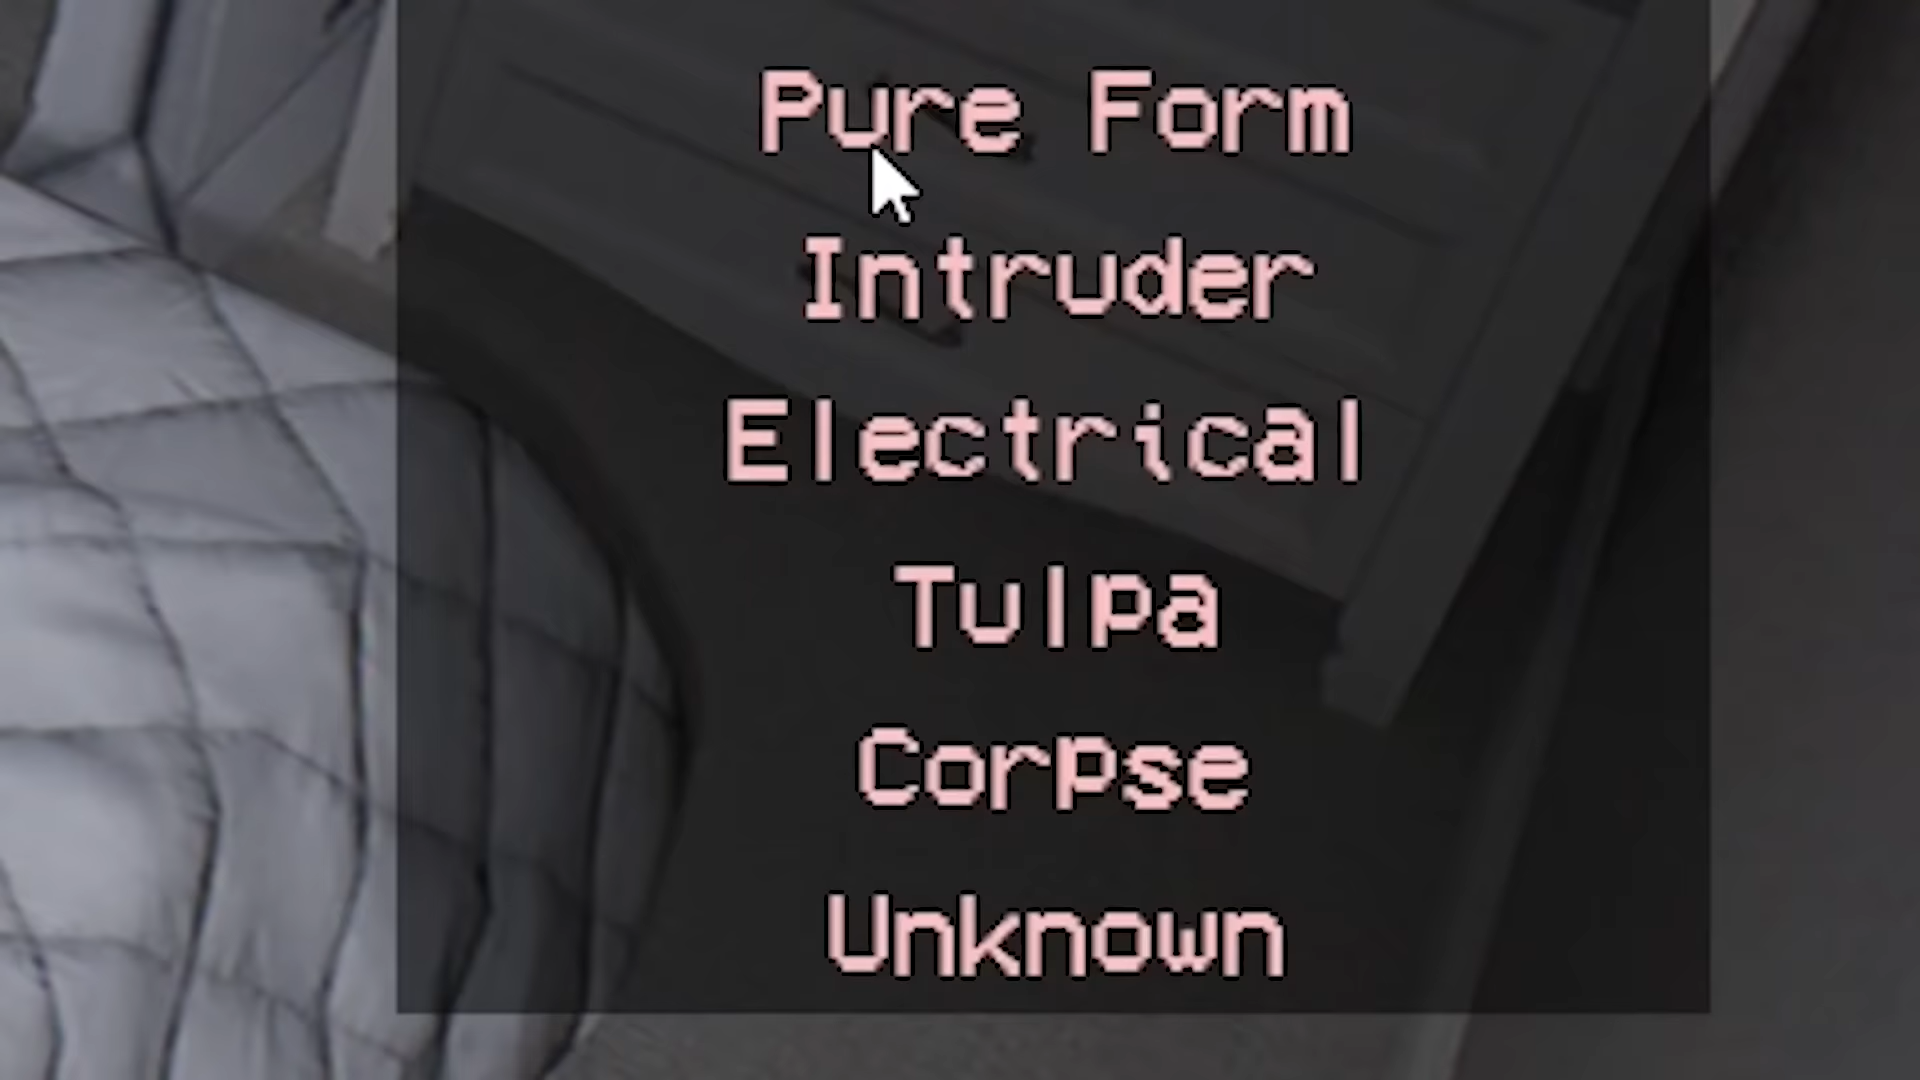 Pure Form
Intruder
Electrical
Tulpa
Corpse
Unknown